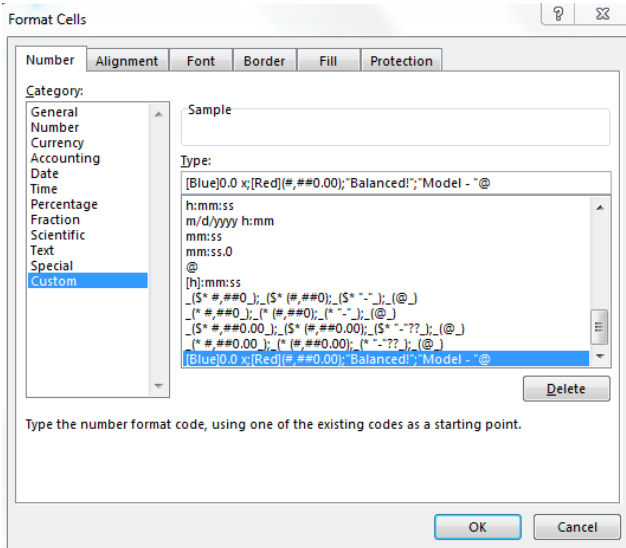 Format Cells
Number Alignment Font Border Fill Protection
Category:
General
Number
Currency
Accounting
Date
Time
Percentage
Fraction
Scientific
Text
Special
Custom
Sample
Type:
[Blue]0.0 x;[Red](#,##0.00);"Balanced!";"Model - "@
h:mm:ss
m/d/yyyy h:mm
mm:ss
mm:ss.0
@
[h]:mm:ss
_($* #,##0_);_($* (#,##0);_($* "-"_);_(@_)
_(* #,##0_);_(* (#,##0);_(* "-"_);_(@_)
_($* #,##0.00_);_($* (#,##0.00);_($* "-"??_);_(@_)
_(* #,##0.00_);_(* (#,##0.00);_(* "-"??_);_(@_)
[Blue]0.0 x;[Red](#,##0.00);"Balanced!";"Model - "@
Delete
Type the number format code, using one of the existing codes as a starting point.
OK Cancel